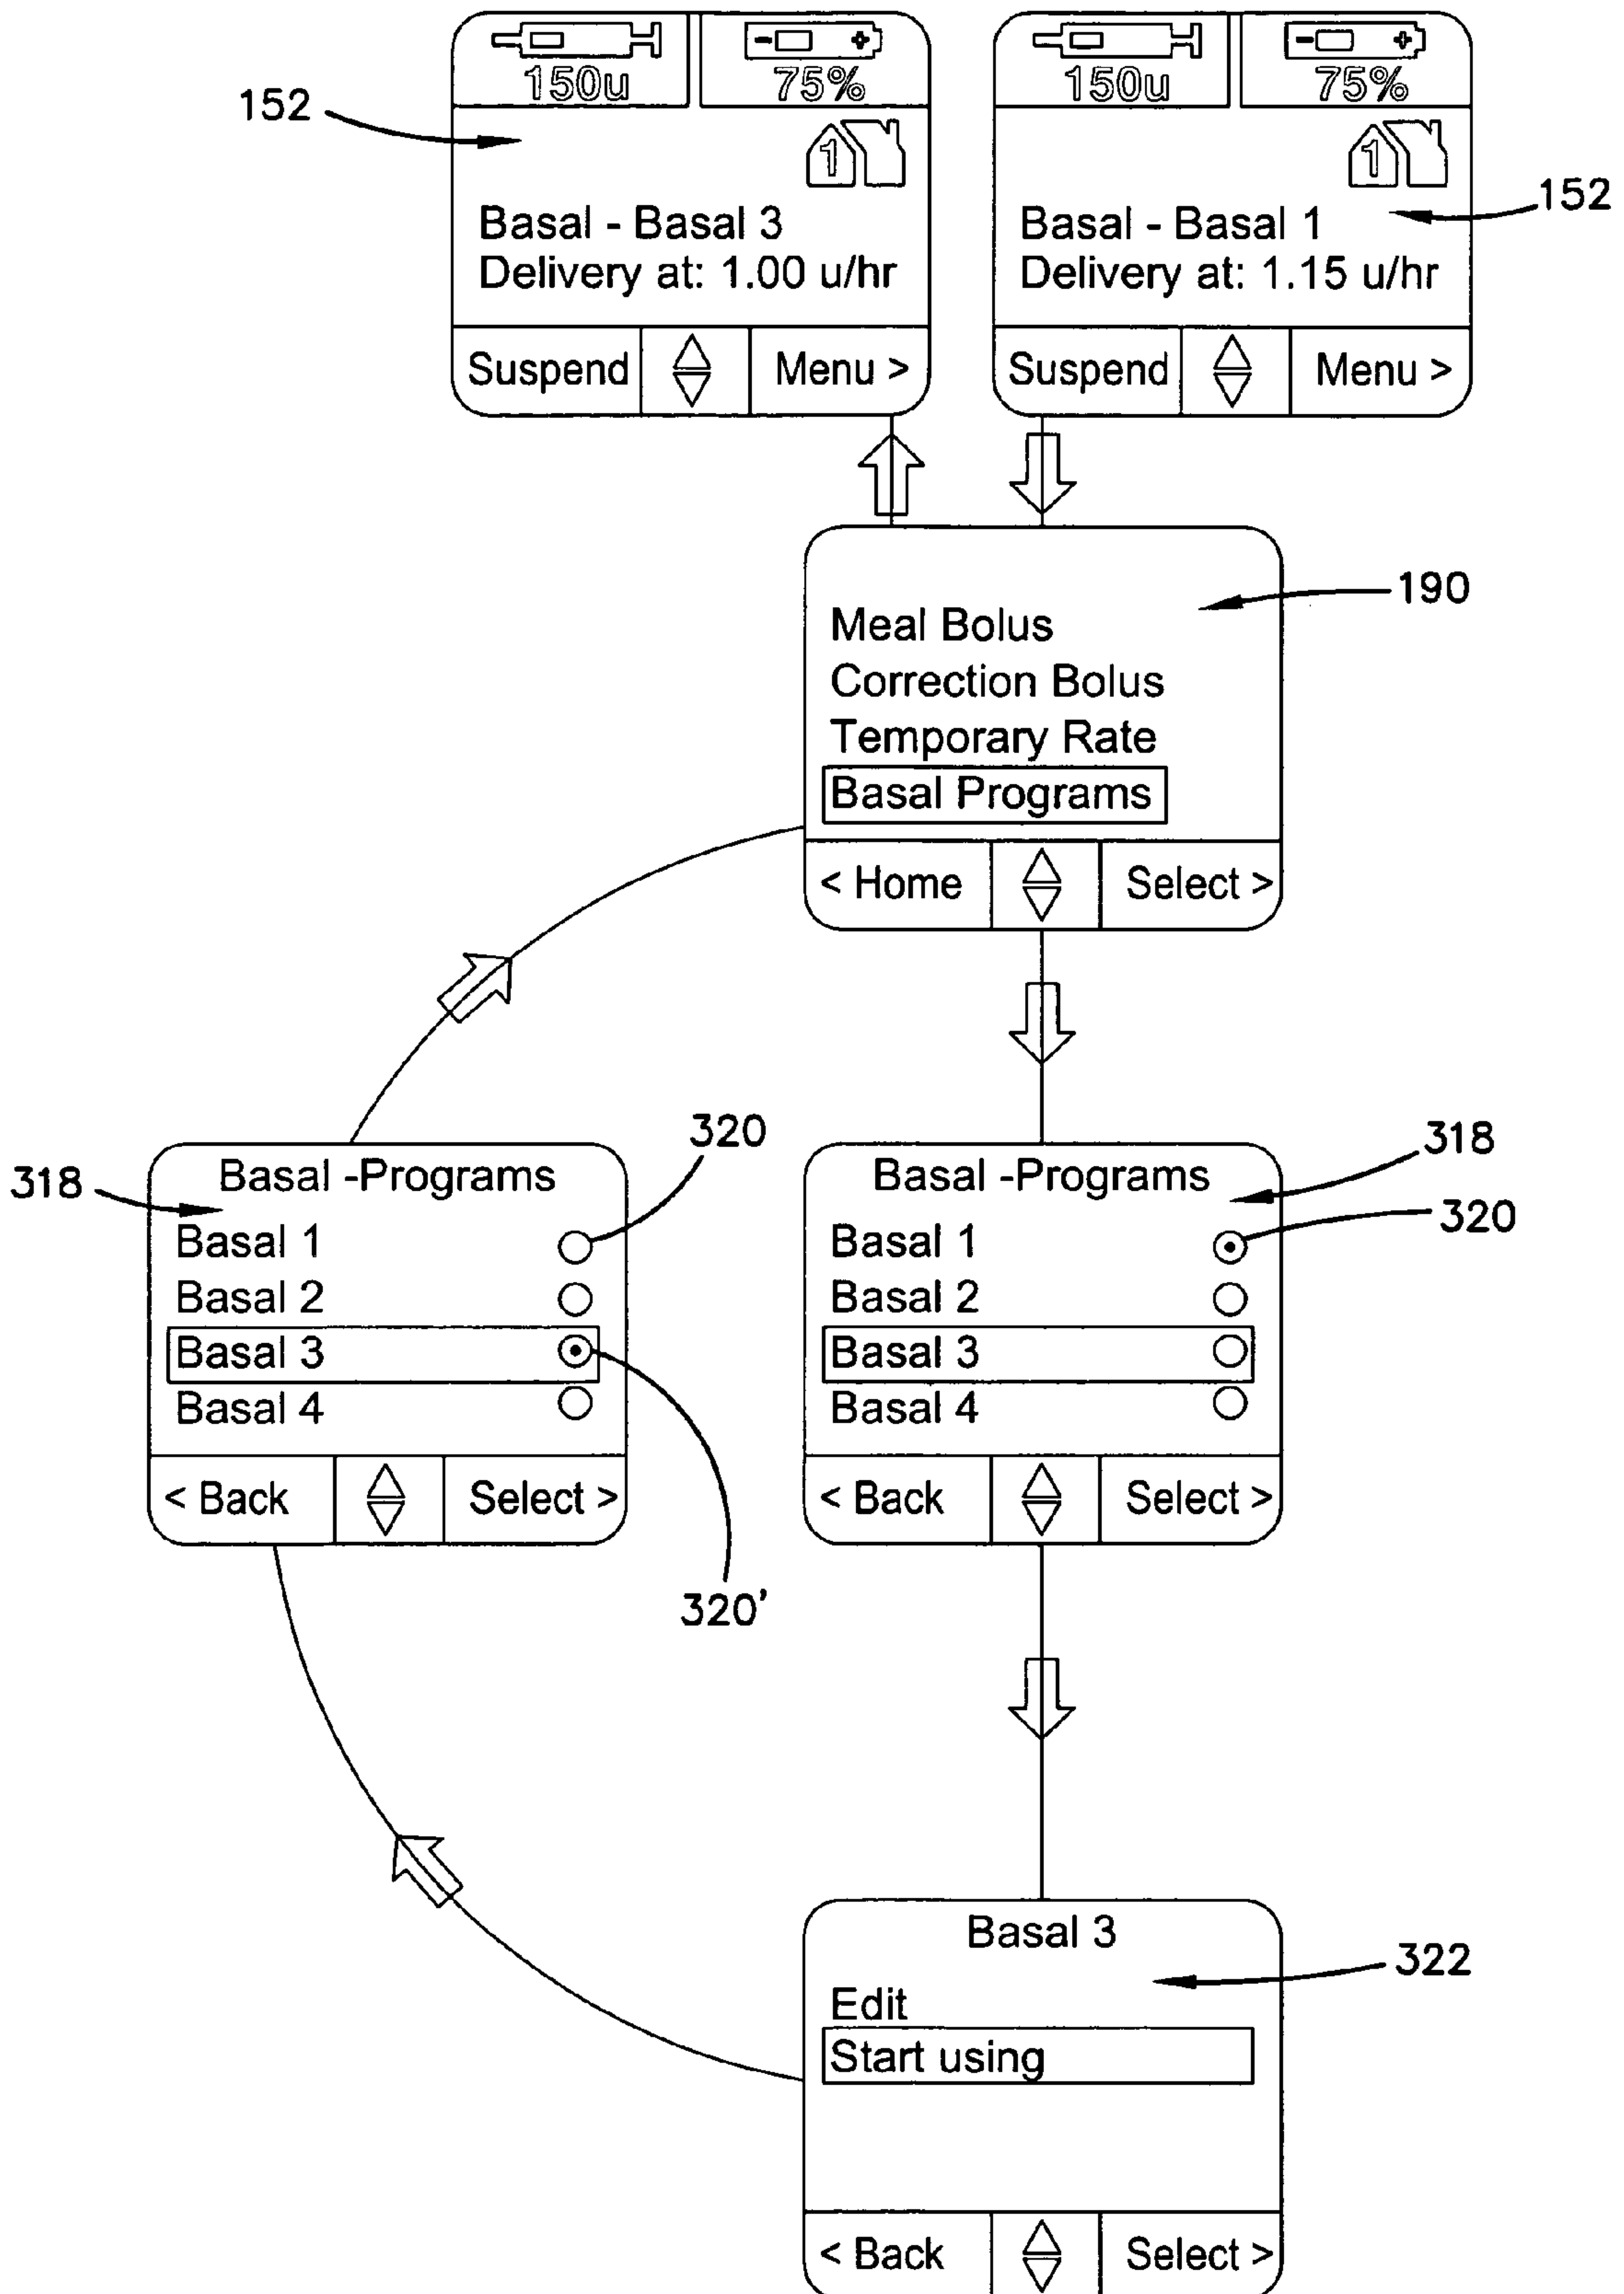 150u
75%
152
1
Basal - Basal 3
Delivery at: 1.00 u/hr
Suspend
Menu >
150u
75%
1
152
Basal - Basal 1
Delivery at: 1.15 u/hr
Suspend
Menu >
190
Meal Bolus
Correction Bolus
Temporary Rate
Basal Programs
< Home
Select >
318
Basal -Programs
320
Basal 1
Basal 2
Basal 3
Basal 4
< Back
Select >
320'
Basal -Programs
318
320
Basal 1
Basal 2
Basal 3
Basal 4
< Back
Select >
Basal 3
322
Edit
Start using
< Back
Select >